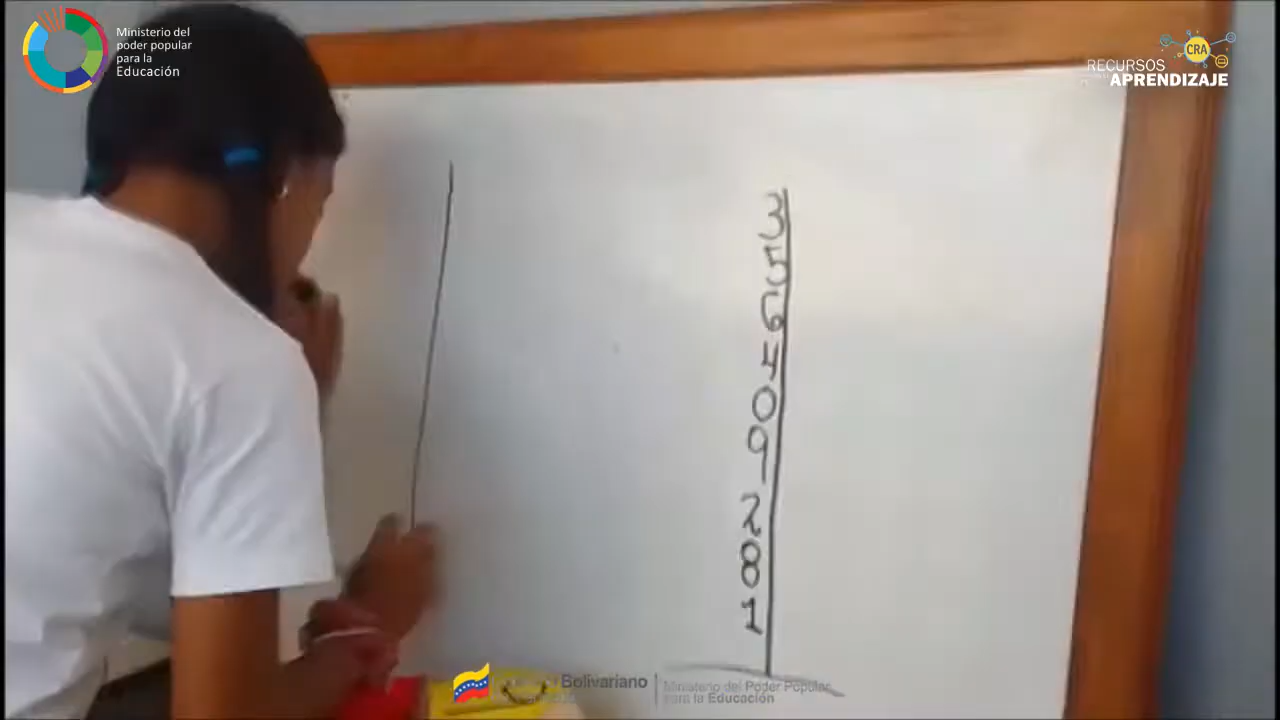 Ministerio del
poder popular
para la
Educación
RECURSOS
APRENDIZAJE
CRA
3
5
6
1
0
9
2
8
1
Bolivariano
Ministerio del Poder Popular
para la Educación